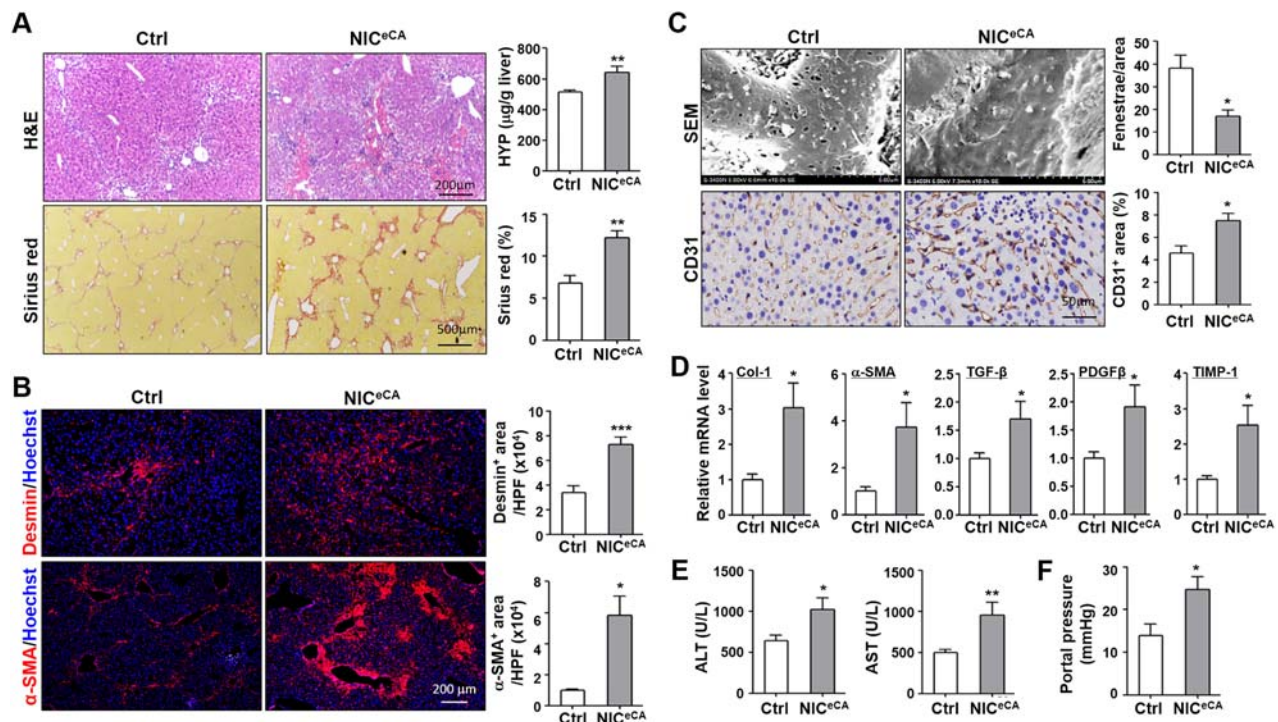 A
Ctrl
NICeCA
H&E
200μm
Sirius red
500μm
HYP (μg/g liver)
800
600
400
200
0
**
Ctrl NICeCA
Sirius red (%)
15
10
5
0
**
Ctrl NICeCA
B
Ctrl
NICeCA
Desmin/Hoechst
α-SMA/Hoechst
200 μm
Desmin+ area
/HPF (x10⁴)
10
8
6
4
2
0
***
Ctrl NICeCA
α-SMA+ area
/HPF (x10⁴)
8
6
4
2
0
*
Ctrl NICeCA
C
Ctrl
NICeCA
SEM
CD31
50μm
Fenestrae/area
50
40
30
20
10
0
*
Ctrl NICeCA
CD31+ area (%)
10
8
6
4
2
0
*
Ctrl NICeCA
D
Relative mRNA level
Col-1
4
3
2
1
0
*
Ctrl NICeCA
α-SMA
6
4
2
0
*
Ctrl NICeCA
TGF-β
2.5
2.0
1.5
1.0
0.5
0.0
*
Ctrl NICeCA
PDGFβ
2.5
2.0
1.5
1.0
0.5
0.0
*
Ctrl NICeCA
TIMP-1
4
3
2
1
0
*
Ctrl NICeCA
E
ALT (U/L)
1500
1000
500
0
*
Ctrl NICeCA
AST (U/L)
1500
1000
500
0
**
Ctrl NICeCA
F
Portal pressure
(mmHg)
30
20
10
0
*
Ctrl NICeCA